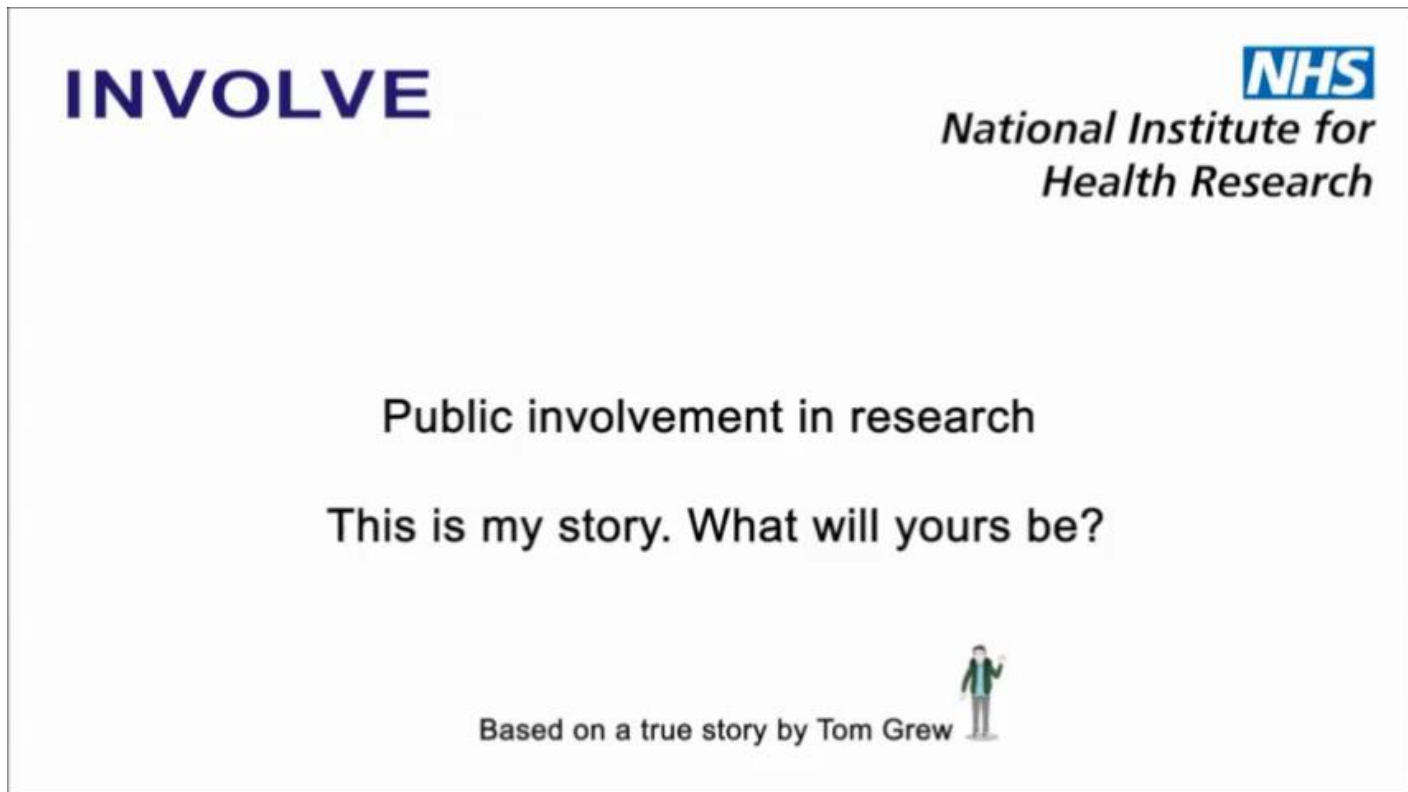 INVOLVE
NHS
National Institute for
Health Research
Public involvement in research
This is my story. What will yours be?
Based on a true story by Tom Grew